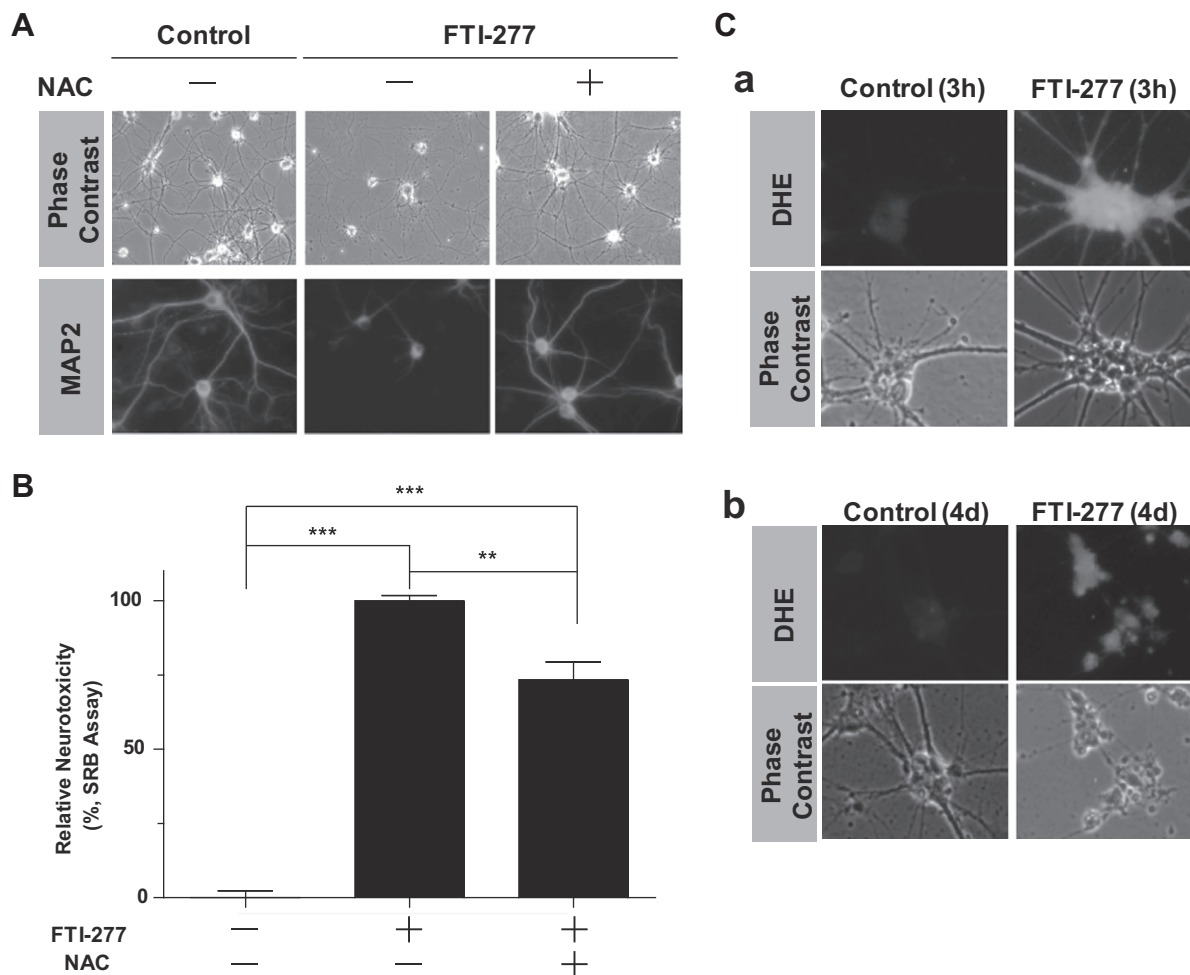 A
Control FTI-277
NAC — — +
Phase
Contrast
MAP2
B
***
*** **
100
50
0
Relative Neurotoxicity
(%, SRB Assay)
FTI-277 — + +
NAC — — +
C
a
Control (3h) FTI-277 (3h)
DHE
Phase
Contrast
b
Control (4d) FTI-277 (4d)
DHE
Phase
Contrast